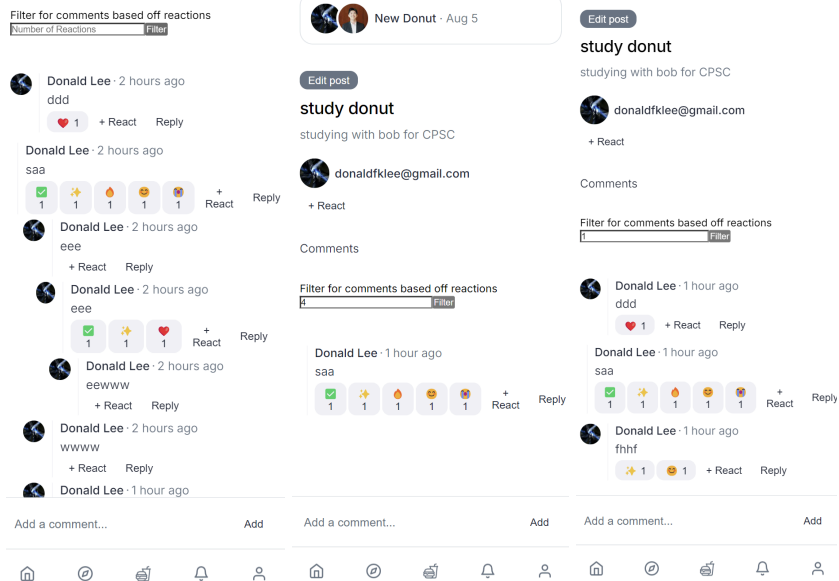 Filter for comments based off reactions
Number of Reactions Filter
Donald Lee · 2 hours ago
ddd
1 + React Reply
Donald Lee · 2 hours ago
saa
1 1 1 1 1 + React Reply
Donald Lee · 2 hours ago
eee
+ React Reply
Donald Lee · 2 hours ago
eee
1 1 1 + React Reply
Donald Lee · 2 hours ago
eewww
+ React Reply
Donald Lee · 2 hours ago
wwww
+ React Reply
Donald Lee · 1 hour ago
Add a comment... Add
New Donut · Aug 5
Edit post
study donut
studying with bob for CPSC
donaldfklee@gmail.com
+ React
Comments
Filter for comments based off reactions
4 Filter
Donald Lee · 1 hour ago
saa
1 1 1 1 1 + React Reply
Add a comment... Add
Edit post
study donut
studying with bob for CPSC
donaldfklee@gmail.com
+ React
Comments
Filter for comments based off reactions
1 Filter
Donald Lee · 1 hour ago
ddd
1 + React Reply
Donald Lee · 1 hour ago
saa
1 1 1 1 1 + React Reply
Donald Lee · 1 hour ago
fhhf
1 1 + React Reply
Add a comment... Add